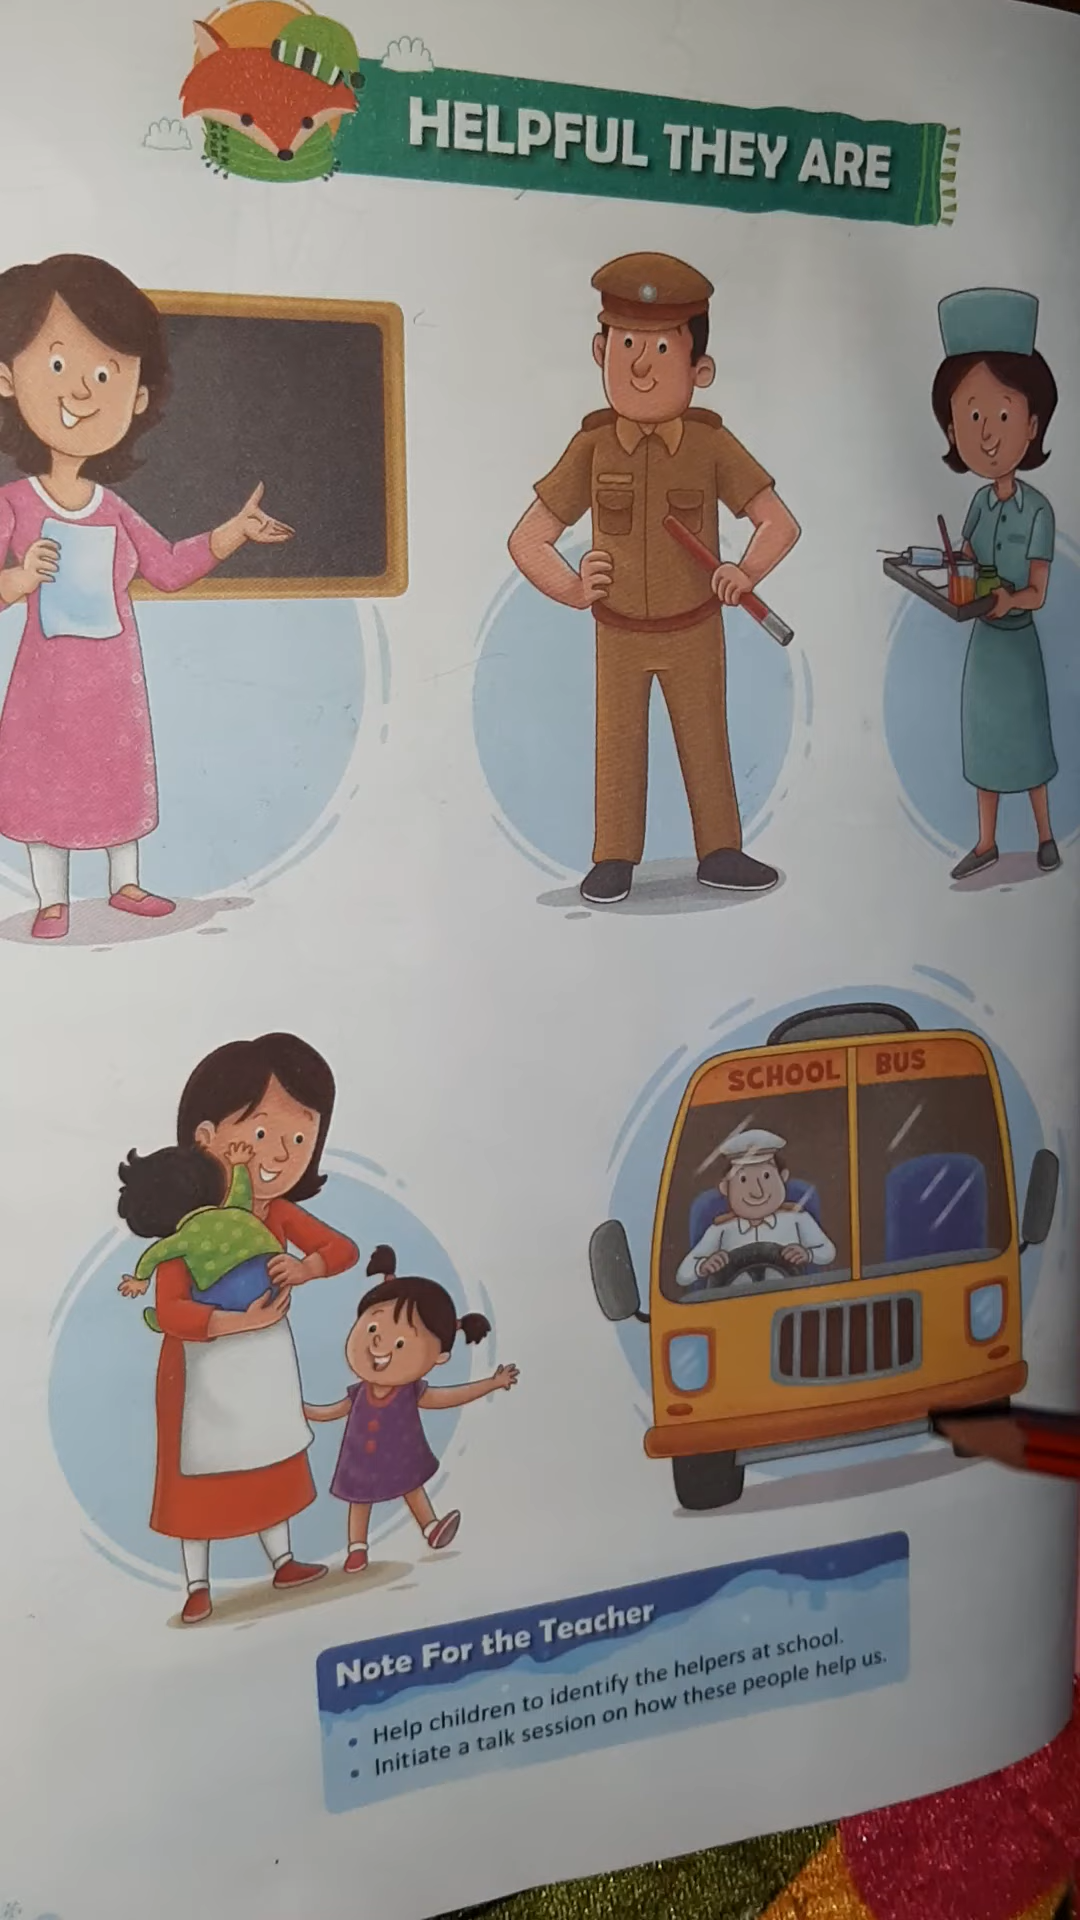 HELPFUL THEY ARE
SCHOOL BUS
Note For the Teacher
• Help children to identify the helpers at school.
• Initiate a talk session on how these people help us.